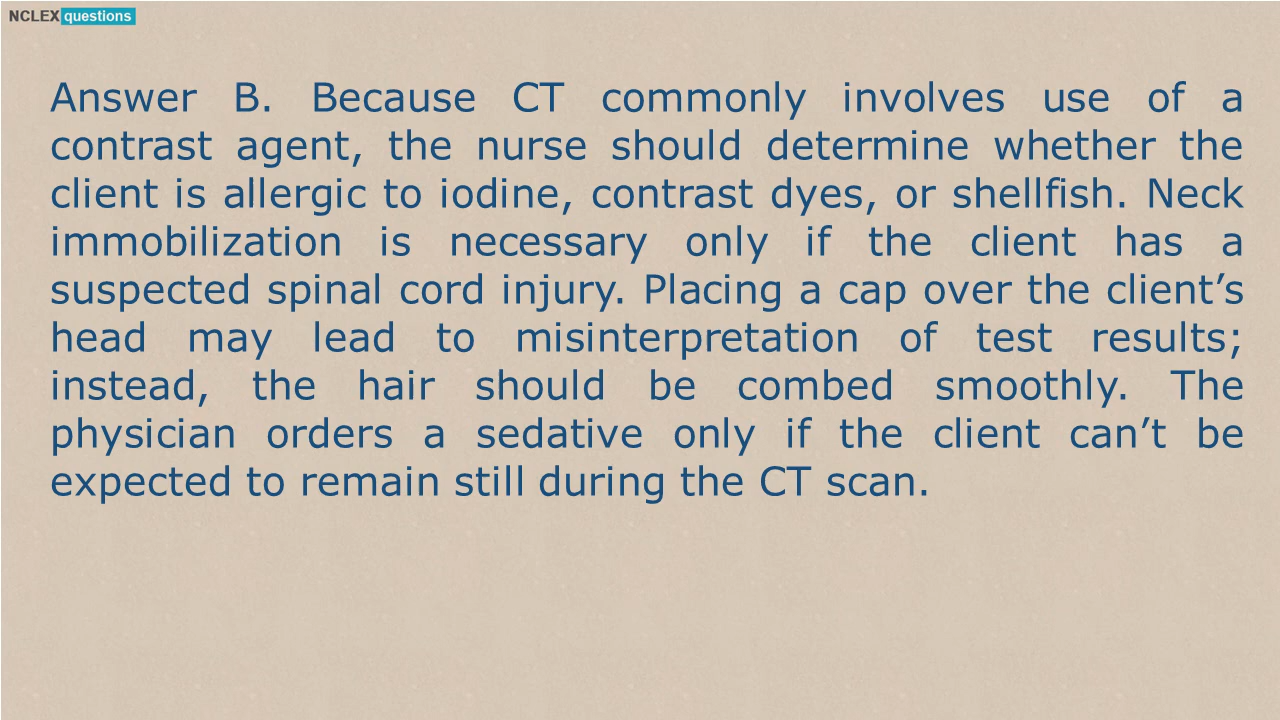 NCLEX questions
Answer B. Because CT commonly involves use of a
contrast agent, the nurse should determine whether the
client is allergic to iodine, contrast dyes, or shellfish. Neck
immobilization is necessary only if the client has a
suspected spinal cord injury. Placing a cap over the client’s
head may lead to misinterpretation of test results;
instead, the hair should be combed smoothly. The
physician orders a sedative only if the client can’t be
expected to remain still during the CT scan.